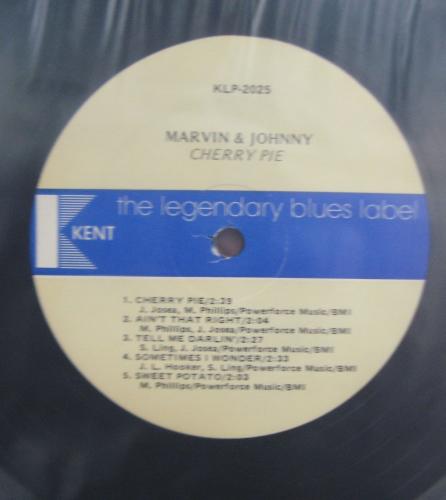 KLP-2025
MARVIN & JOHNNY
CHERRY PIE
the legendary blues label
KENT
1. CHERRY PIE/2:39
J. Josea, M. Phillips/Powerforce Music/BMI
2. AIN'T THAT RIGHT/2:04
M. Phillips, J. Josea/Powerforce Music/BMI
3. TELL ME DARLIN'/2:27
S. Ling, J. Josea/Powerforce Music/BMI
4. SOMETIMES I WONDER/2:33
J. L. Hooker, S. Ling/Powerforce Music/BMI
5. SWEET POTATO/2:03
M. Phillips/Powerforce Music/BMI